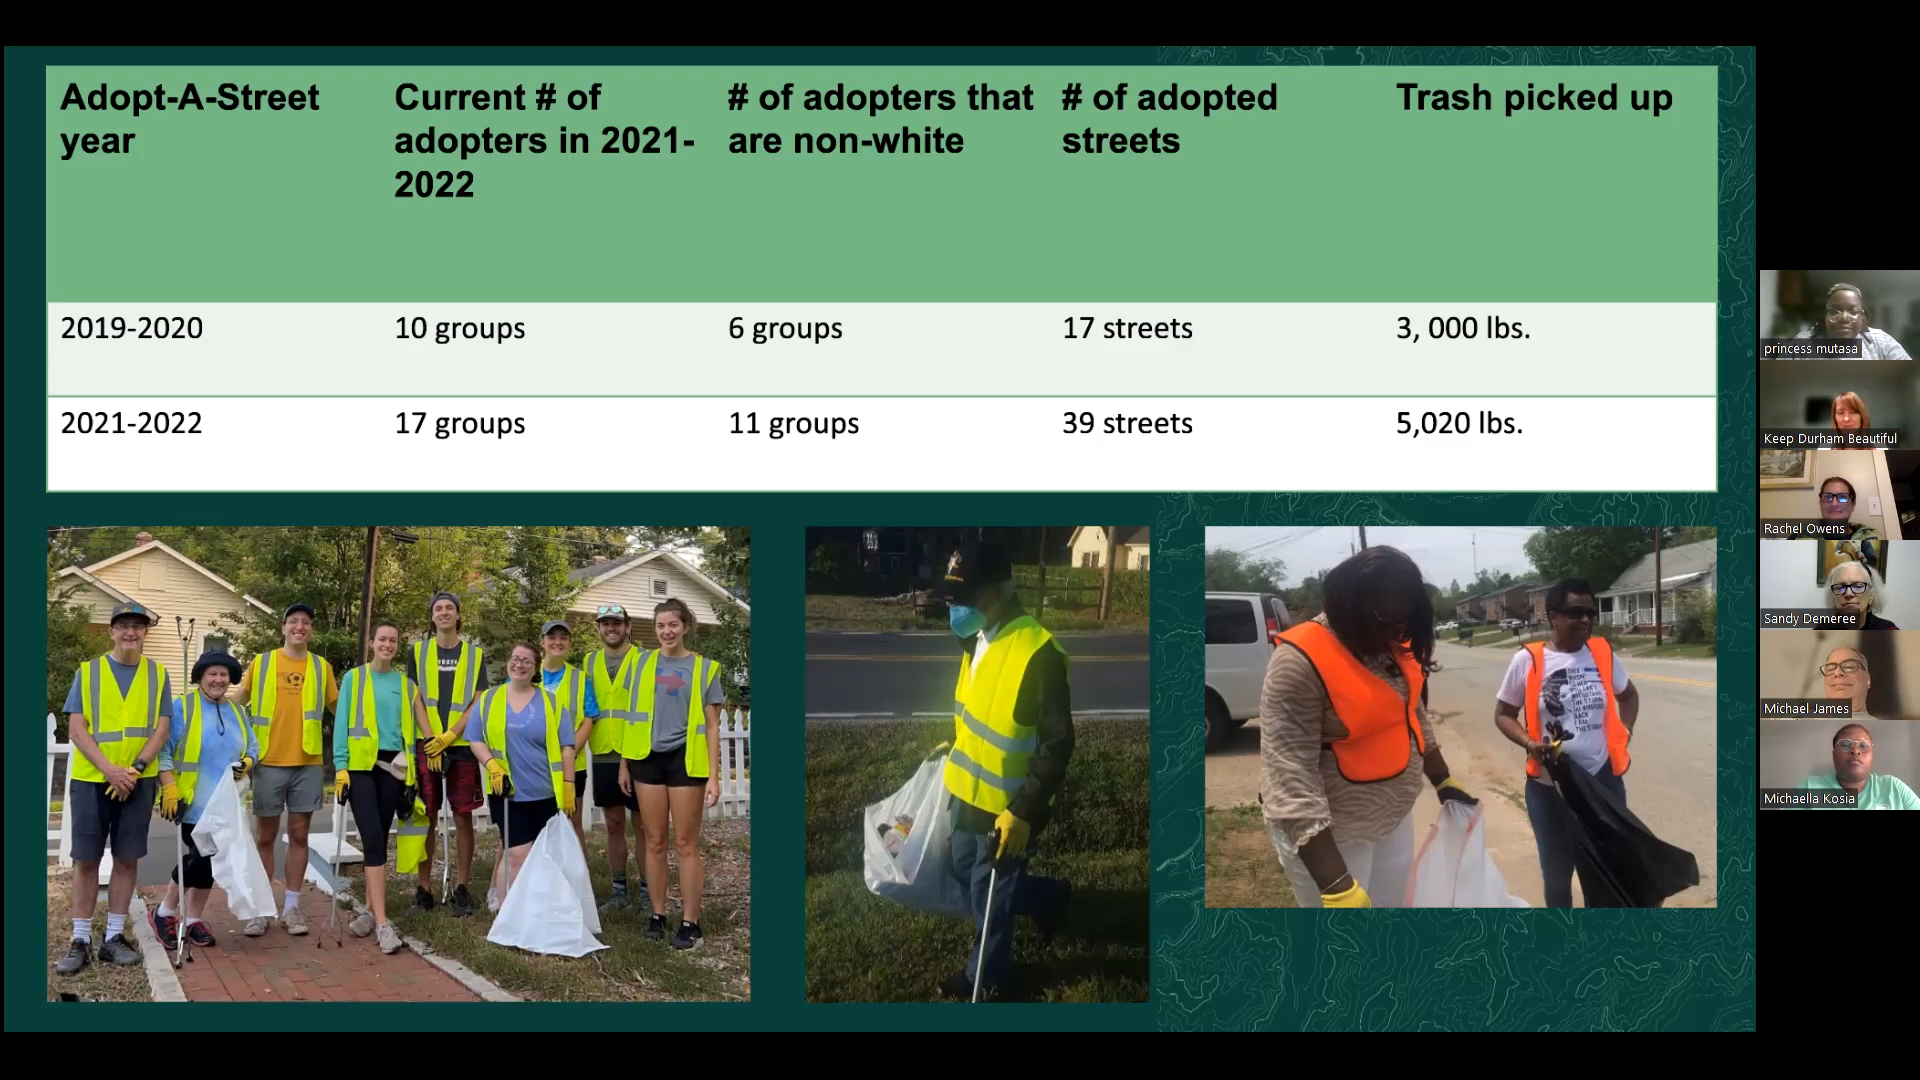 Adopt-A-Street
year
Current # of
adopters in 2021-
2022
# of adopters that
are non-white
# of adopted
streets
Trash picked up
2019-2020
10 groups
6 groups
17 streets
3, 000 lbs.
2021-2022
17 groups
11 groups
39 streets
5,020 lbs.
princess mutasa
Keep Durham Beautiful
Rachel Owens
Sandy Demeree
Michael James
Michaella Kosia